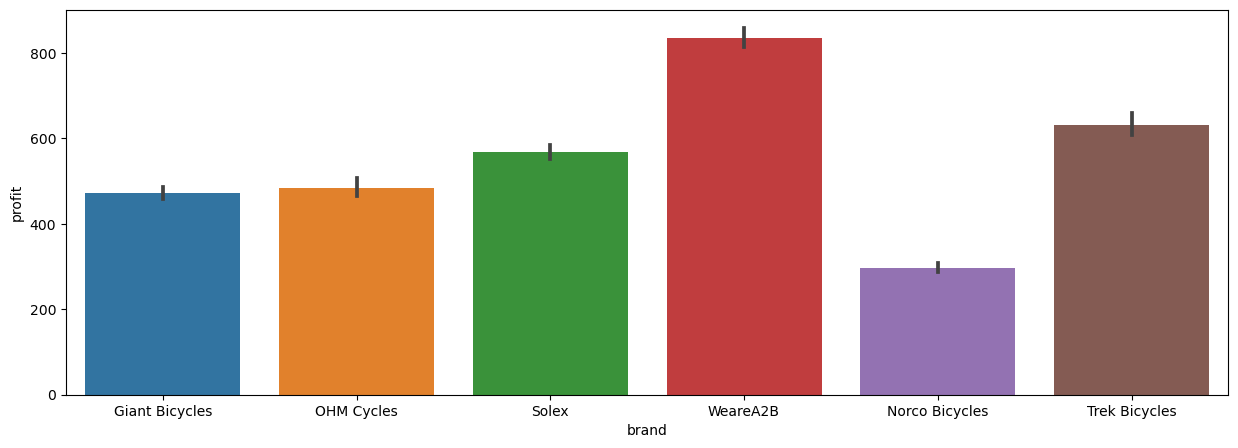 800
600
400
200
0
profit
Giant Bicycles
OHM Cycles
Solex
WeareA2B
Norco Bicycles
Trek Bicycles
brand